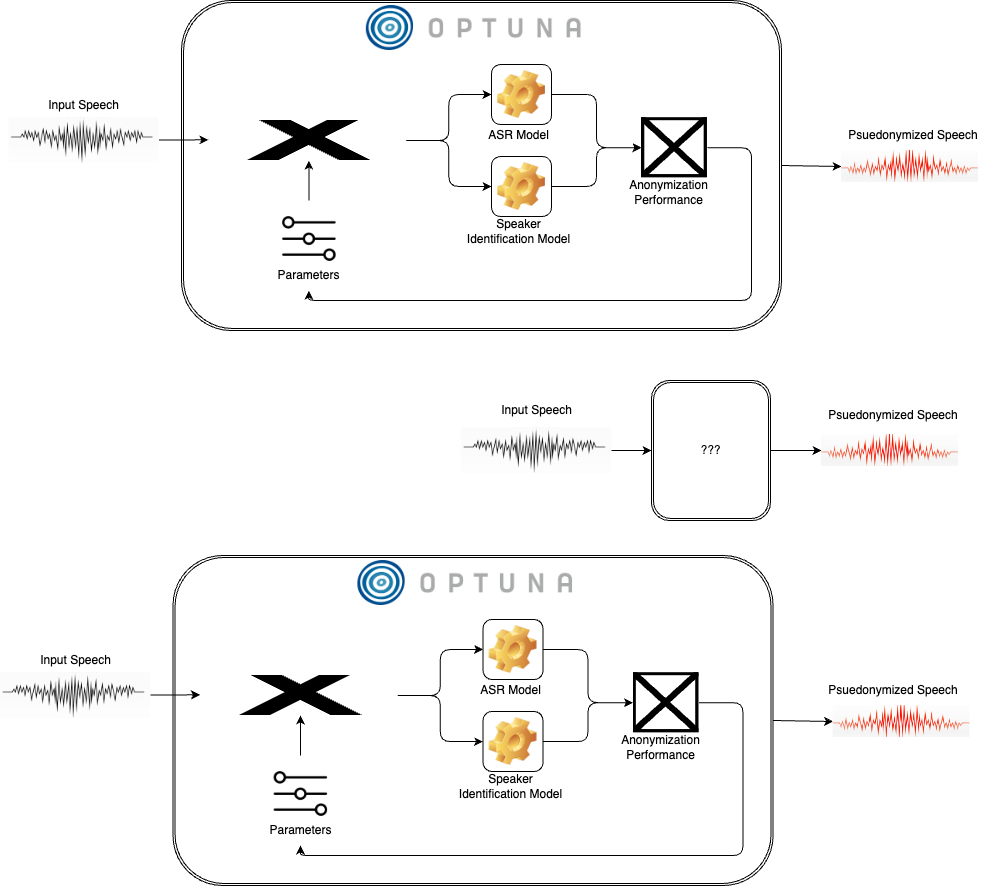 OPTUNA
Input Speech
ASR Model
Psuedonymized Speech
Anonymization
Performance
Speaker
Identification Model
Parameters
Input Speech
Psuedonymized Speech
???
OPTUNA
Input Speech
ASR Model
Psuedonymized Speech
Anonymization
Performance
Speaker
Identification Model
Parameters